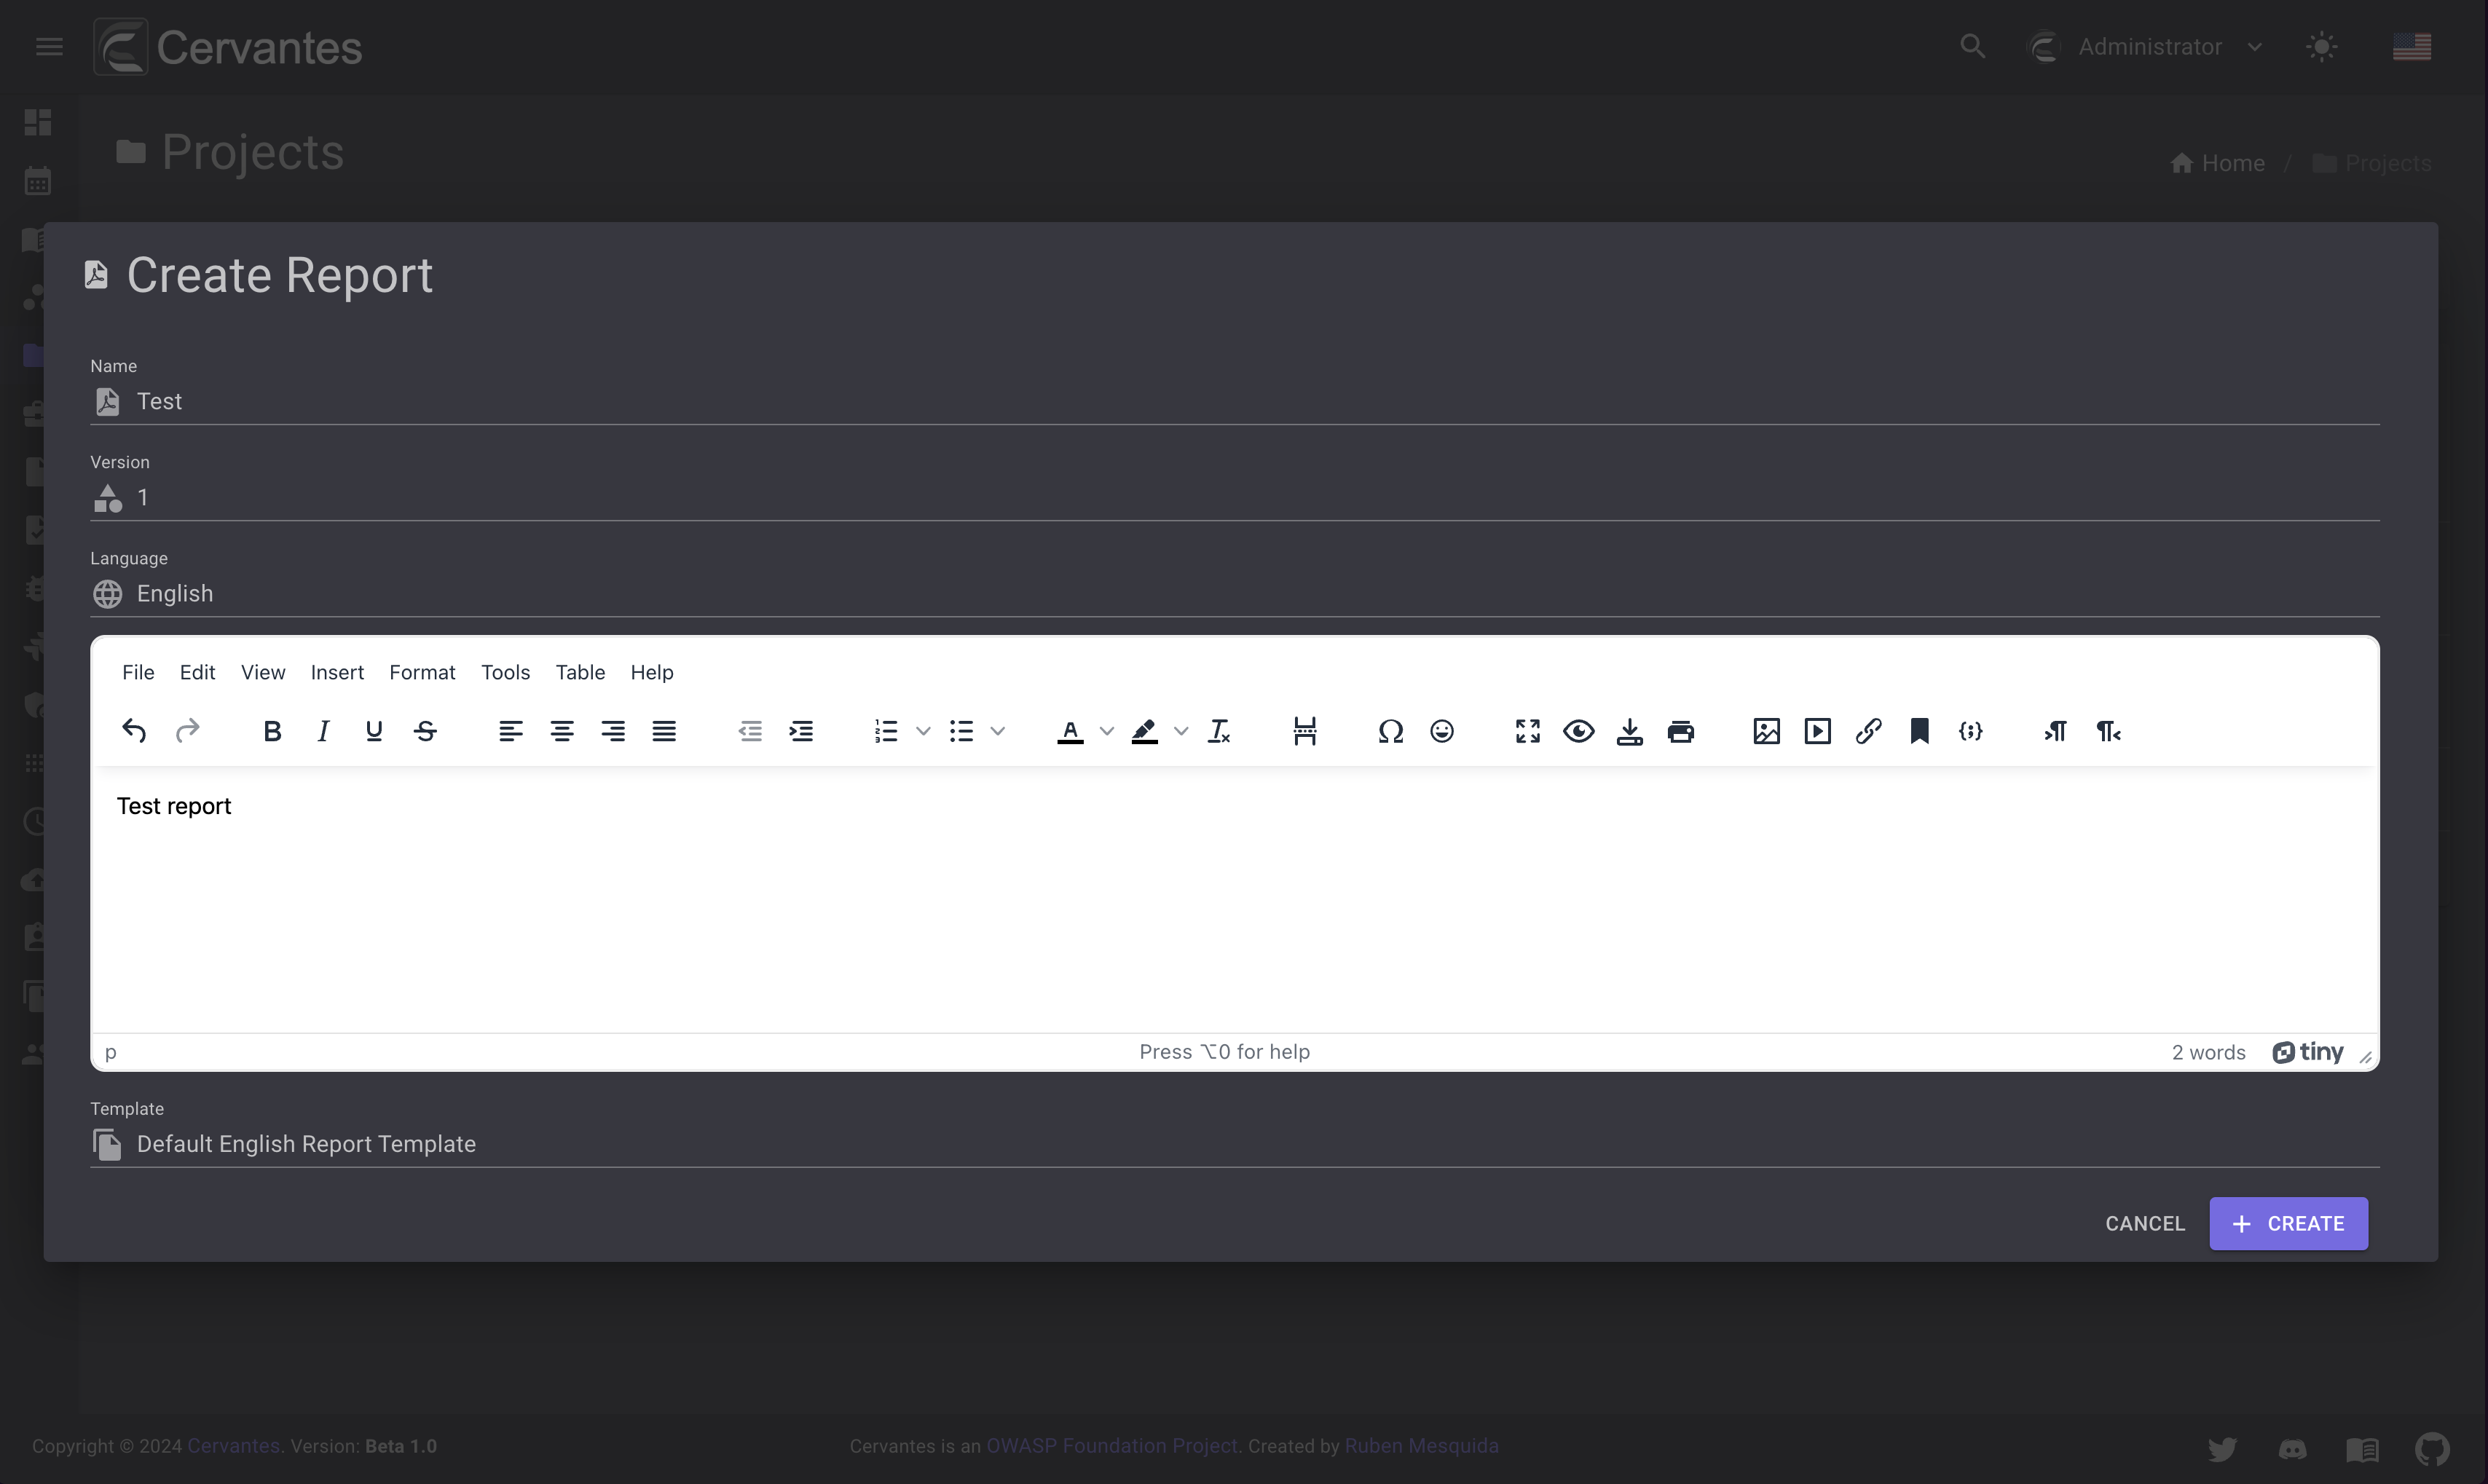 Cervantes
Administrator
Projects
Home / Projects
Create Report
Name
Test
Version
1
Language
English
File Edit View Insert Format Tools Table Help
Test report
p
Press ⌥0 for help
2 words
tiny
Template
Default English Report Template
CANCEL
CREATE
Copyright © 2024 Cervantes. Version: Beta 1.0
Cervantes is an OWASP Foundation Project. Created by Ruben Mesquida